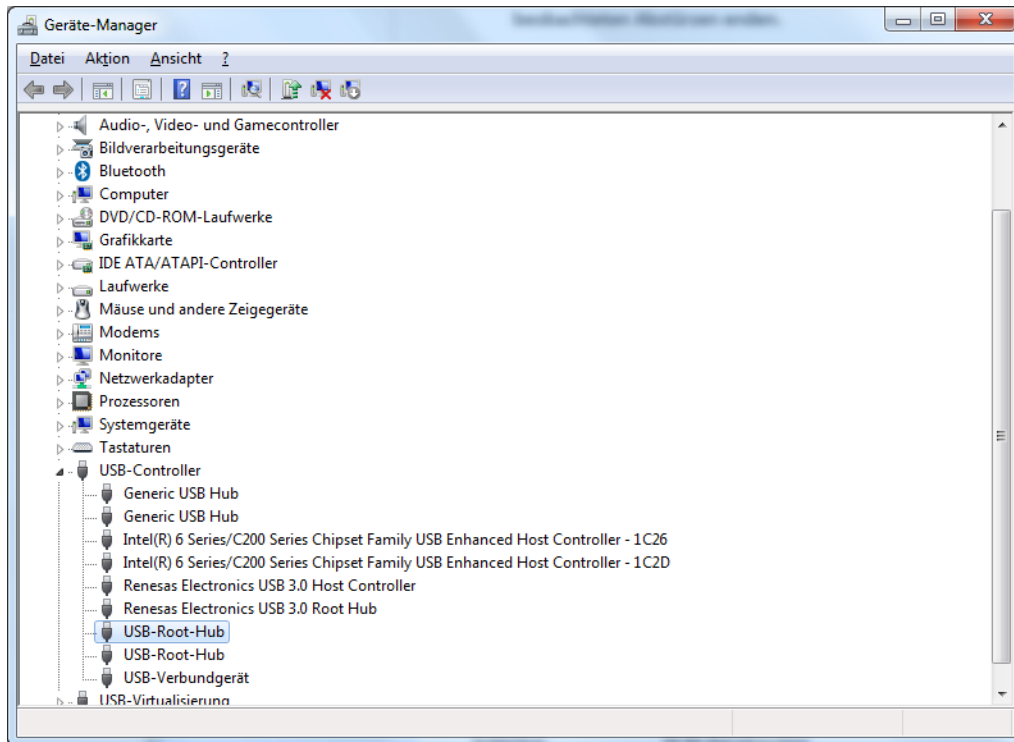 Geräte-Manager
Datei Aktion Ansicht ?
Audio-, Video- und Gamecontroller
Bildverarbeitungsgeräte
Bluetooth
Computer
DVD/CD-ROM-Laufwerke
Grafikkarte
IDE ATA/ATAPI-Controller
Laufwerke
Mäuse und andere Zeigegeräte
Modems
Monitore
Netzwerkadapter
Prozessoren
Systemgeräte
Tastaturen
USB-Controller
Generic USB Hub
Generic USB Hub
Intel(R) 6 Series/C200 Series Chipset Family USB Enhanced Host Controller - 1C26
Intel(R) 6 Series/C200 Series Chipset Family USB Enhanced Host Controller - 1C2D
Renesas Electronics USB 3.0 Host Controller
Renesas Electronics USB 3.0 Root Hub
USB-Root-Hub
USB-Root-Hub
USB-Verbundgerät
USB-Virtualisierung